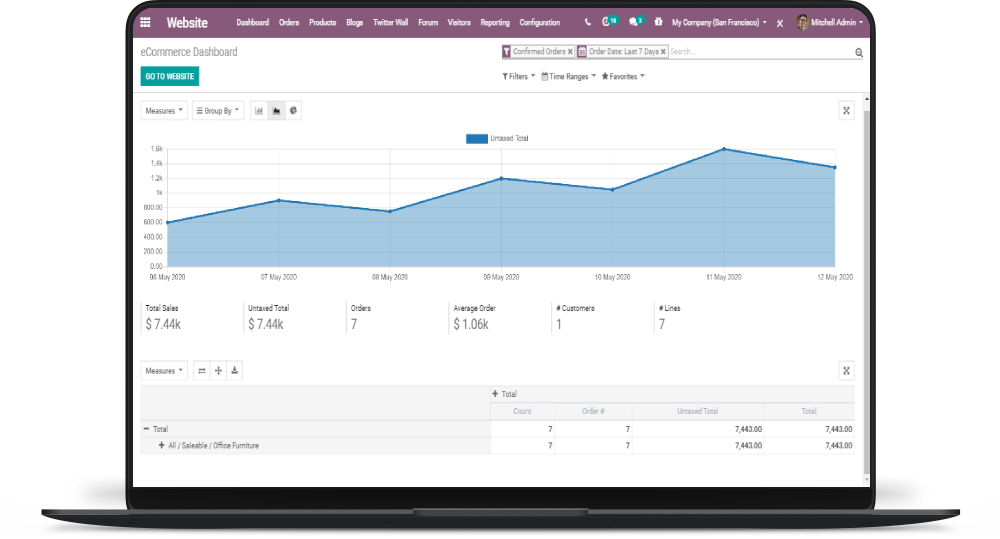 Website Dashboard Orders Products Blogs Twitter Wall Forum Visitors Reporting Configuration 18 3 My Company (San Francisco) Mitchell Admin
eCommerce Dashboard Confirmed Orders Order Date: Last 7 Days Search...
GO TO WEBSITE Filters Time Ranges Favorites
Measures Group By
Untaxed Total
1.6k
1.4k
1.2k
1k
800.00
600.00
400.00
200.00
0.00
06 May 2020 07 May 2020 08 May 2020 09 May 2020 10 May 2020 11 May 2020 12 May 2020
Total Sales Untaxed Total Orders Average Order # Customers # Lines
$ 7.44k $ 7.44k 7 $ 1.06k 1 7
Measures
Total
Count Order # Untaxed Total Total
Total 7 7 7,443.00 7,443.00
All / Saleable / Office Furniture 7 7 7,443.00 7,443.00